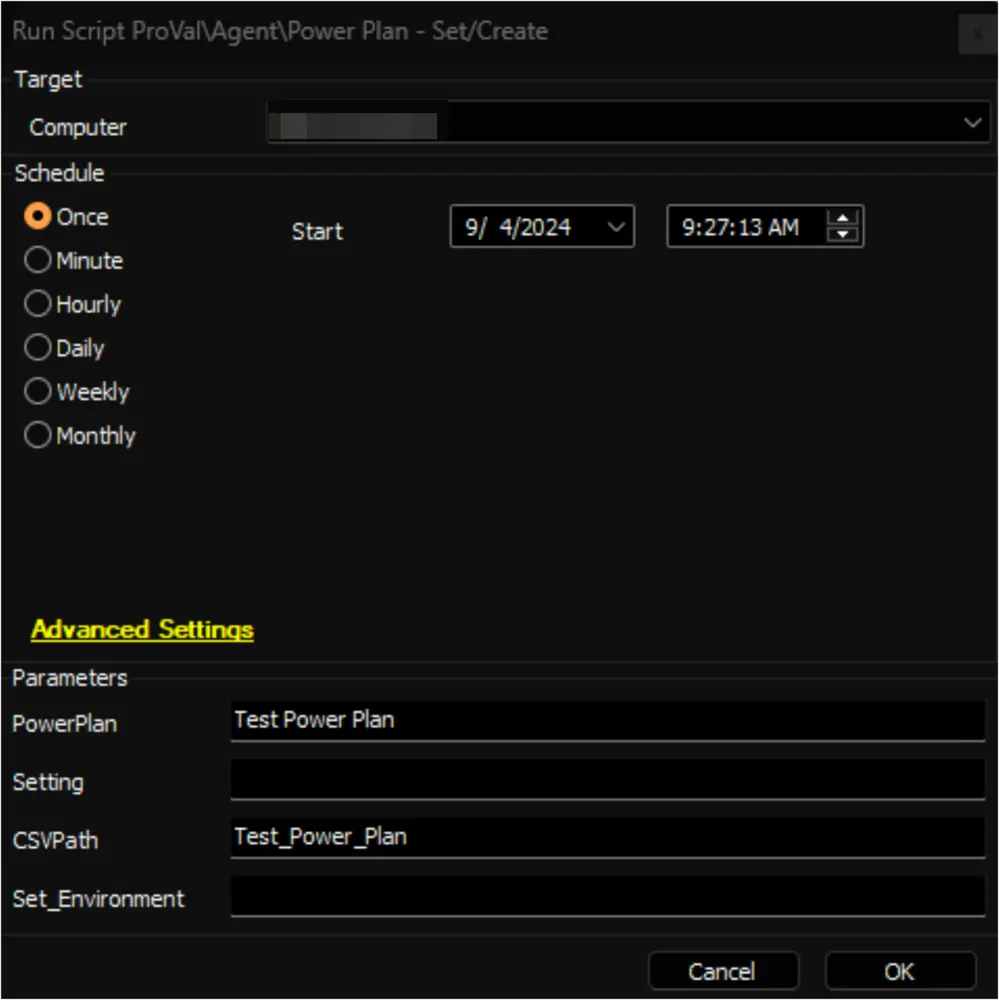 Run Script ProVal\Agent\Power Plan - Set/Create
x
Target
Computer
Schedule
Once
Start
9/ 4/2024
9:27:13 AM
Minute
Hourly
Daily
Weekly
Monthly
Advanced Settings
Parameters
PowerPlan
Test Power Plan
Setting
CSVPath
Test_Power_Plan
Set_Environment
Cancel
OK